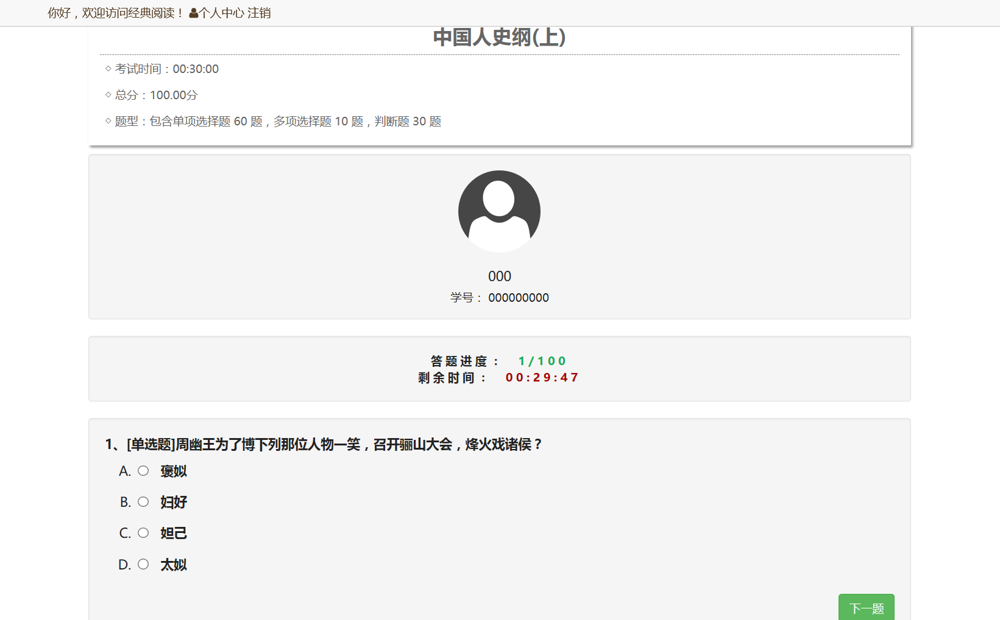 你好，欢迎访问经典阅读！ 个人中心 注销
中国人史纲(上)
考试时间：00:30:00
总分：100.00分
题型：包含单项选择题 60 题，多项选择题 10 题，判断题 30 题
000
学号： 000000000
答题进度： 1/100
剩余时间： 00:29:47
1、[单选题]周幽王为了博下列那位人物一笑，召开骊山大会，烽火戏诸侯？
A. 褒姒
B. 妇好
C. 妲己
D. 太姒
下一题